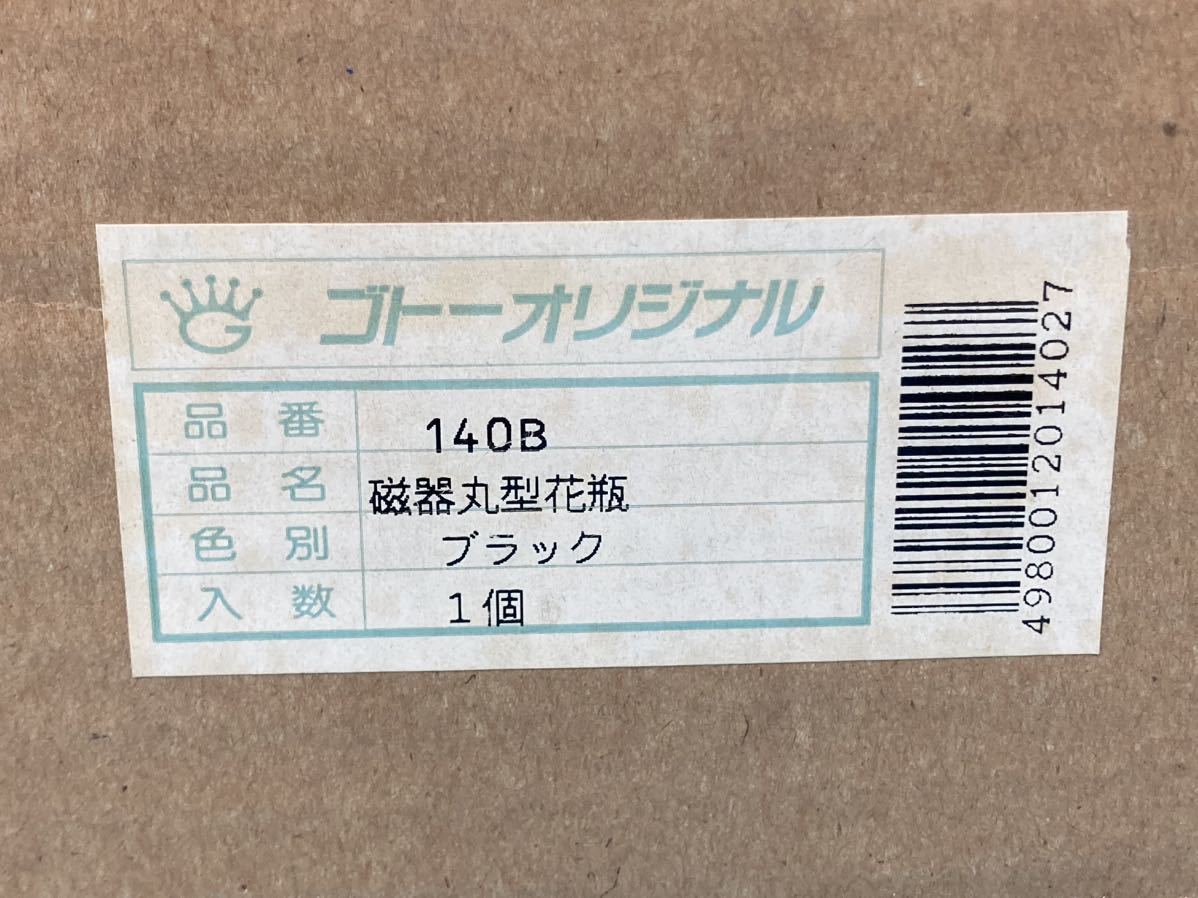 ゴトーオリジナル
品番 140B
品名 磁器丸型花瓶
色別 ブラック
入数 1個
4980012014027